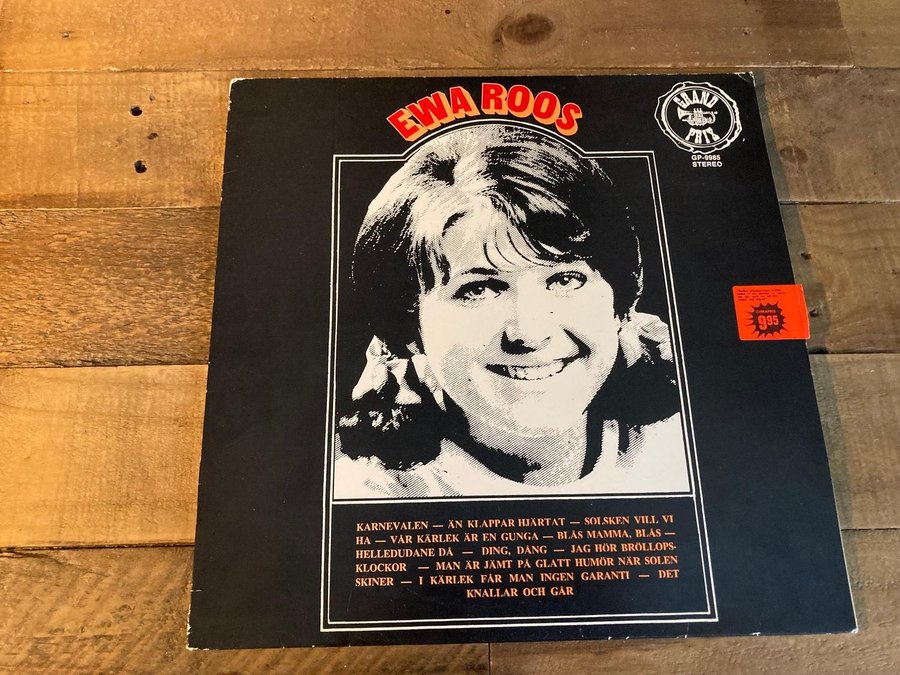 EWA ROOS
GRAND
PRIX
GP-9985
STEREO
9.95
KARNEVALEN — ÄN KLAPPAR HJÄRTAT — SOLSKEN VILL VI
HA — VÅR KÄRLEK ÄR EN GUNGA — BLÅS MAMMA, BLÅS —
HELLEDUDANE DÅ — DING, DÅNG — JAG HÖR BRÖLLOPS-
KLOCKOR — MAN ÄR JÄMT PÅ GLATT HUMÖR NÄR SOLEN
SKINER — I KÄRLEK FÅR MAN INGEN GARANTI — DET
KNALLAR OCH GÅR